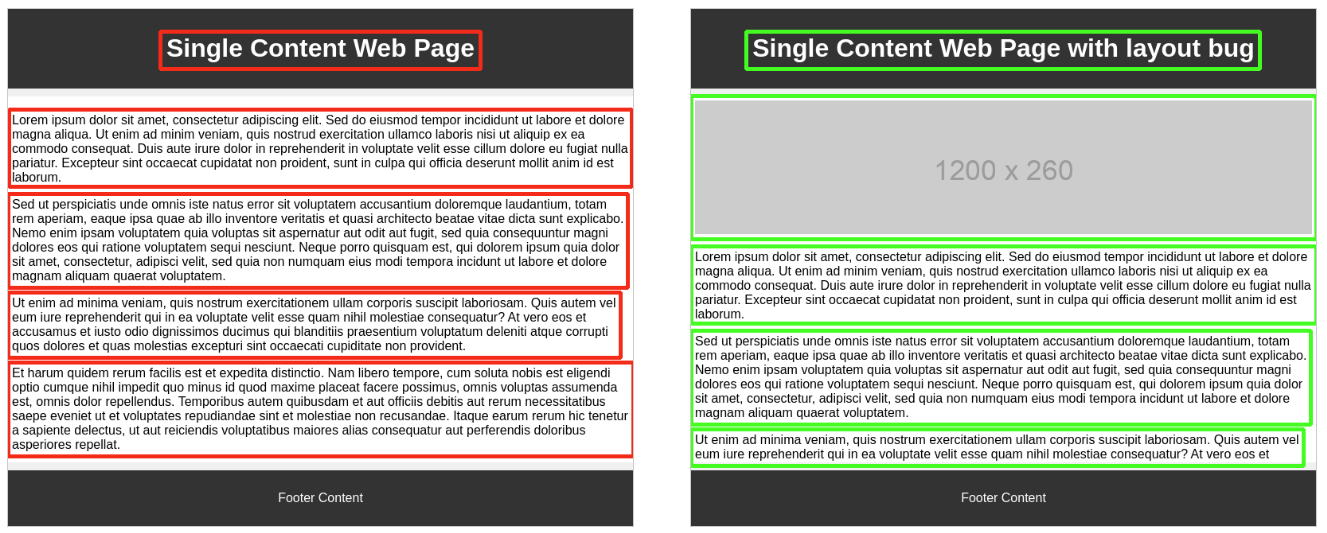 Single Content Web Page
Lorem ipsum dolor sit amet, consectetur adipiscing elit. Sed do eiusmod tempor incididunt ut labore et dolore
magna aliqua. Ut enim ad minim veniam, quis nostrud exercitation ullamco laboris nisi ut aliquip ex ea
commodo consequat. Duis aute irure dolor in reprehenderit in voluptate velit esse cillum dolore eu fugiat nulla
pariatur. Excepteur sint occaecat cupidatat non proident, sunt in culpa qui officia deserunt mollit anim id est
laborum.
Sed ut perspiciatis unde omnis iste natus error sit voluptatem accusantium doloremque laudantium, totam
rem aperiam, eaque ipsa quae ab illo inventore veritatis et quasi architecto beatae vitae dicta sunt explicabo.
Nemo enim ipsam voluptatem quia voluptas sit aspernatur aut odit aut fugit, sed quia consequuntur magni
dolores eos qui ratione voluptatem sequi nesciunt. Neque porro quisquam est, qui dolorem ipsum quia dolor
sit amet, consectetur, adipisci velit, sed quia non numquam eius modi tempora incidunt ut labore et dolore
magnam aliquam quaerat voluptatem.
Ut enim ad minima veniam, quis nostrum exercitationem ullam corporis suscipit laboriosam. Quis autem vel
eum iure reprehenderit qui in ea voluptate velit esse quam nihil molestiae consequatur? At vero eos et
accusamus et iusto odio dignissimos ducimus qui blanditiis praesentium voluptatum deleniti atque corrupti
quos dolores et quas molestias excepturi sint occaecati cupiditate non provident.
Et harum quidem rerum facilis est et expedita distinctio. Nam libero tempore, cum soluta nobis est eligendi
optio cumque nihil impedit quo minus id quod maxime placeat facere possimus, omnis voluptas assumenda
est, omnis dolor repellendus. Temporibus autem quibusdam et aut officiis debitis aut rerum necessitatibus
saepe eveniet ut et voluptates repudiandae sint et molestiae non recusandae. Itaque earum rerum hic tenetur
a sapiente delectus, ut aut reiciendis voluptatibus maiores alias consequatur aut perferendis doloribus
asperiores repellat.
Footer Content
Single Content Web Page with layout bug
1200 x 260
Lorem ipsum dolor sit amet, consectetur adipiscing elit. Sed do eiusmod tempor incididunt ut labore et dolore
magna aliqua. Ut enim ad minim veniam, quis nostrud exercitation ullamco laboris nisi ut aliquip ex ea
commodo consequat. Duis aute irure dolor in reprehenderit in voluptate velit esse cillum dolore eu fugiat nulla
pariatur. Excepteur sint occaecat cupidatat non proident, sunt in culpa qui officia deserunt mollit anim id est
laborum.
Sed ut perspiciatis unde omnis iste natus error sit voluptatem accusantium doloremque laudantium, totam
rem aperiam, eaque ipsa quae ab illo inventore veritatis et quasi architecto beatae vitae dicta sunt explicabo.
Nemo enim ipsam voluptatem quia voluptas sit aspernatur aut odit aut fugit, sed quia consequuntur magni
dolores eos qui ratione voluptatem sequi nesciunt. Neque porro quisquam est, qui dolorem ipsum quia dolor
sit amet, consectetur, adipisci velit, sed quia non numquam eius modi tempora incidunt ut labore et dolore
magnam aliquam quaerat voluptatem.
Ut enim ad minima veniam, quis nostrum exercitationem ullam corporis suscipit laboriosam. Quis autem vel
eum iure reprehenderit qui in ea voluptate velit esse quam nihil molestiae consequatur? At vero eos et
Footer Content